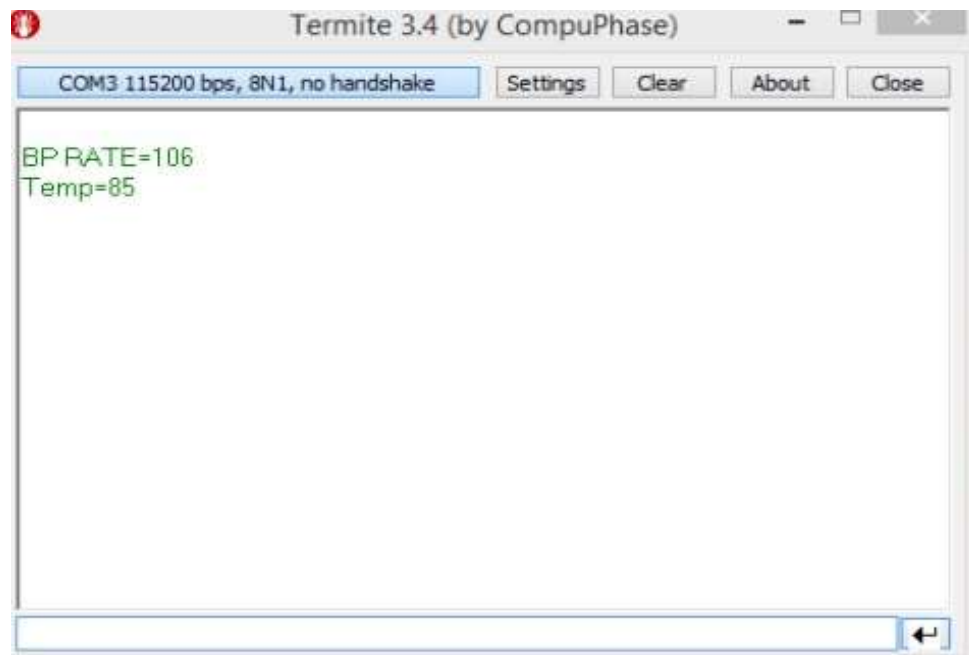 Termite 3.4 (by CompuPhase)
COM3 115200 bps, 8N1, no handshake Settings Clear About Close
BP RATE=106
Temp=85